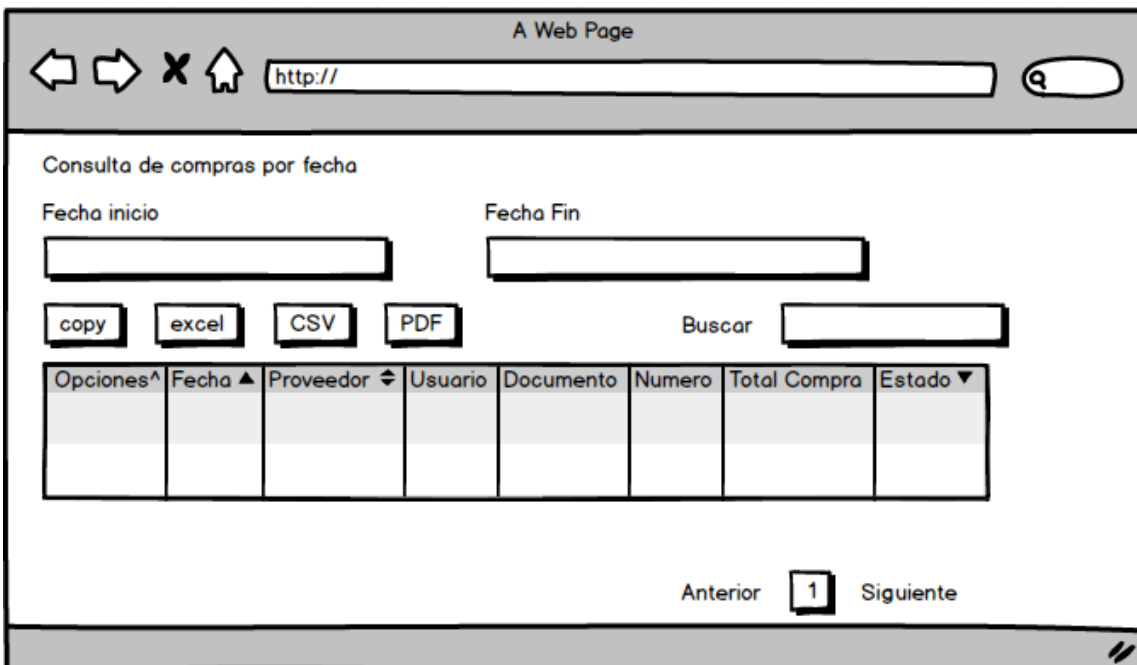 A Web Page
http://
Consulta de compras por fecha
Fecha inicio Fecha Fin
copy excel CSV PDF Buscar
Opciones^ Fecha ▲ Proveedor ⬍ Usuario Documento Numero Total Compra Estado ▼
Anterior 1 Siguiente